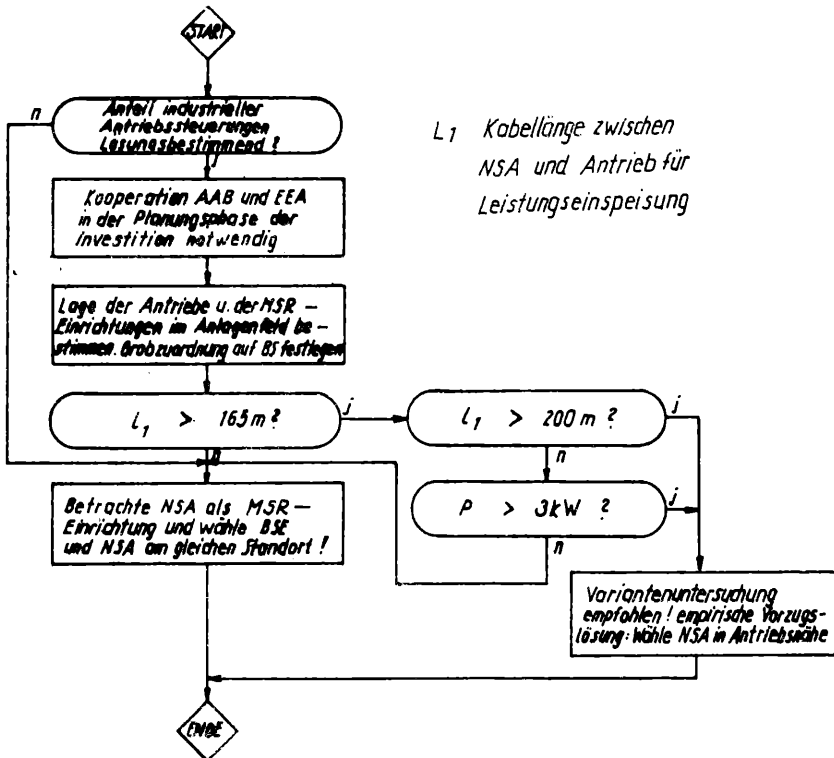 START
n
Anteil industrieller
Antriebssteuerungen
Lösungsbestimmend ?
j
L1 Kabellänge zwischen
NSA und Antrieb für
Leistungseinspeisung
Kooperation AAB und EEA
in der Planungsphase der
Investition notwendig
Lage der Antriebe u. der MSR –
Einrichtungen im Anlagenfeld be-
stimmen. Grobzuordnung auf BS festlegen
L1 > 165 m ?
j
n
L1 > 200 m ?
j
n
P > 3kW ?
j
n
Betrachte NSA als MSR –
Einrichtung und wähle BSE
und NSA am gleichen Standort !
Variantenuntersuchung
empfohlen ! empirische Vorzugs-
lösung: Wähle NSA in Antriebsnähe
ENDE